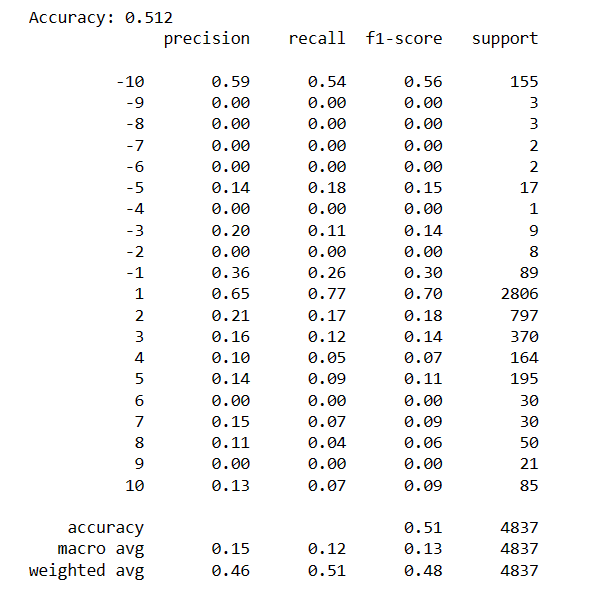 Accuracy: 0.512
precision recall f1-score support
-10 0.59 0.54 0.56 155
-9 0.00 0.00 0.00 3
-8 0.00 0.00 0.00 3
-7 0.00 0.00 0.00 2
-6 0.00 0.00 0.00 2
-5 0.14 0.18 0.15 17
-4 0.00 0.00 0.00 1
-3 0.20 0.11 0.14 9
-2 0.00 0.00 0.00 8
-1 0.36 0.26 0.30 89
1 0.65 0.77 0.70 2806
2 0.21 0.17 0.18 797
3 0.16 0.12 0.14 370
4 0.10 0.05 0.07 164
5 0.14 0.09 0.11 195
6 0.00 0.00 0.00 30
7 0.15 0.07 0.09 30
8 0.11 0.04 0.06 50
9 0.00 0.00 0.00 21
10 0.13 0.07 0.09 85
accuracy 0.51 4837
macro avg 0.15 0.12 0.13 4837
weighted avg 0.46 0.51 0.48 4837